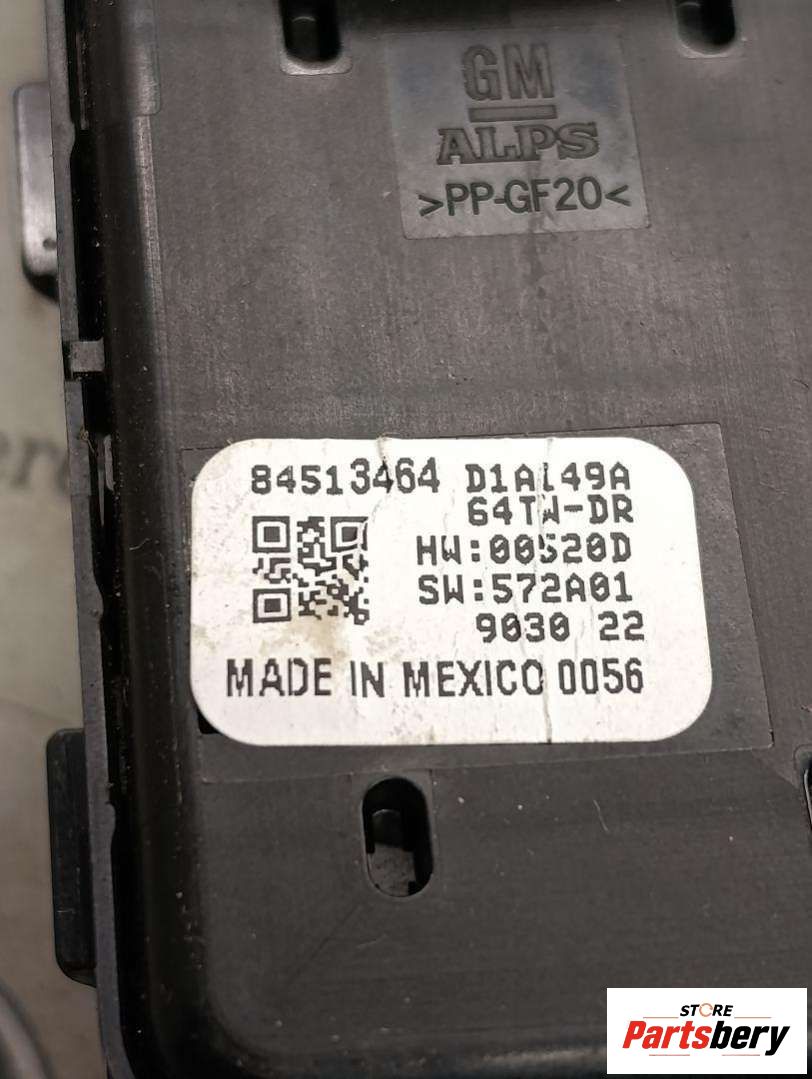 GM
ALPS
>PP-GF20<
84513464 D1AL49A
64TW-DR
HW:00520D
SW:572A01
9030 22
MADE IN MEXICO 0056
STORE
Partsbery